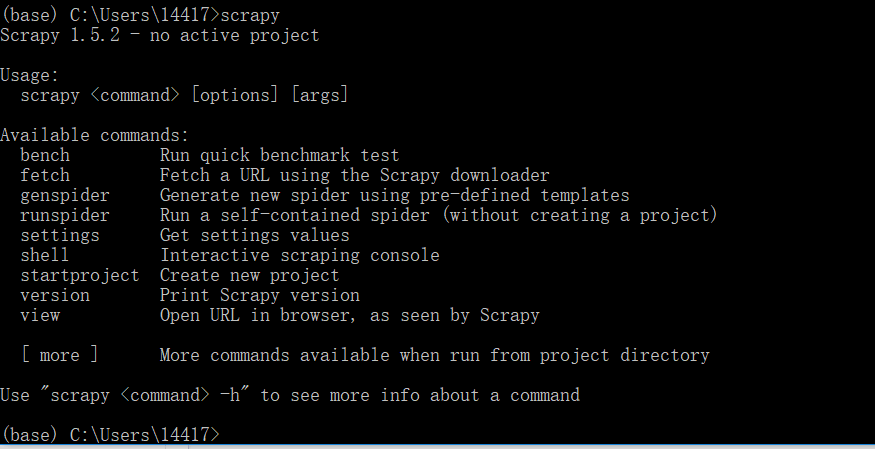 (base) C:\Users\14417>scrapy
Scrapy 1.5.2 - no active project
Usage:
scrapy <command> [options] [args]
Available commands:
bench Run quick benchmark test
fetch Fetch a URL using the Scrapy downloader
genspider Generate new spider using pre-defined templates
runspider Run a self-contained spider (without creating a project)
settings Get settings values
shell Interactive scraping console
startproject Create new project
version Print Scrapy version
view Open URL in browser, as seen by Scrapy
[ more ] More commands available when run from project directory
Use "scrapy <command> -h" to see more info about a command
(base) C:\Users\14417>